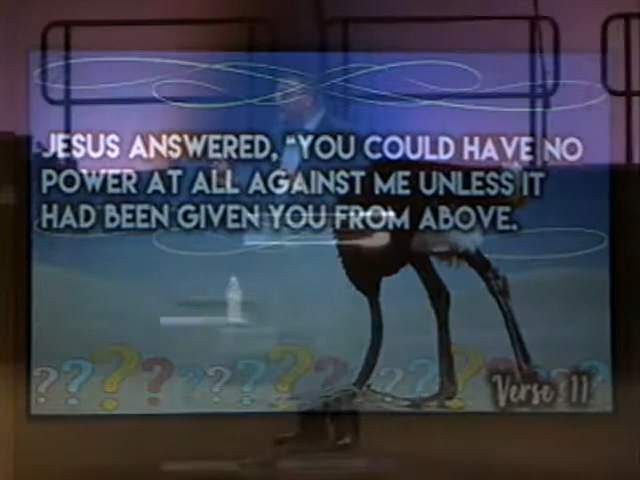 JESUS ANSWERED, "YOU COULD HAVE NO
POWER AT ALL AGAINST ME UNLESS IT
HAD BEEN GIVEN YOU FROM ABOVE.
? ? ? ? ? ? ? ? ? ? ? ? ? ? ?
Verse 11